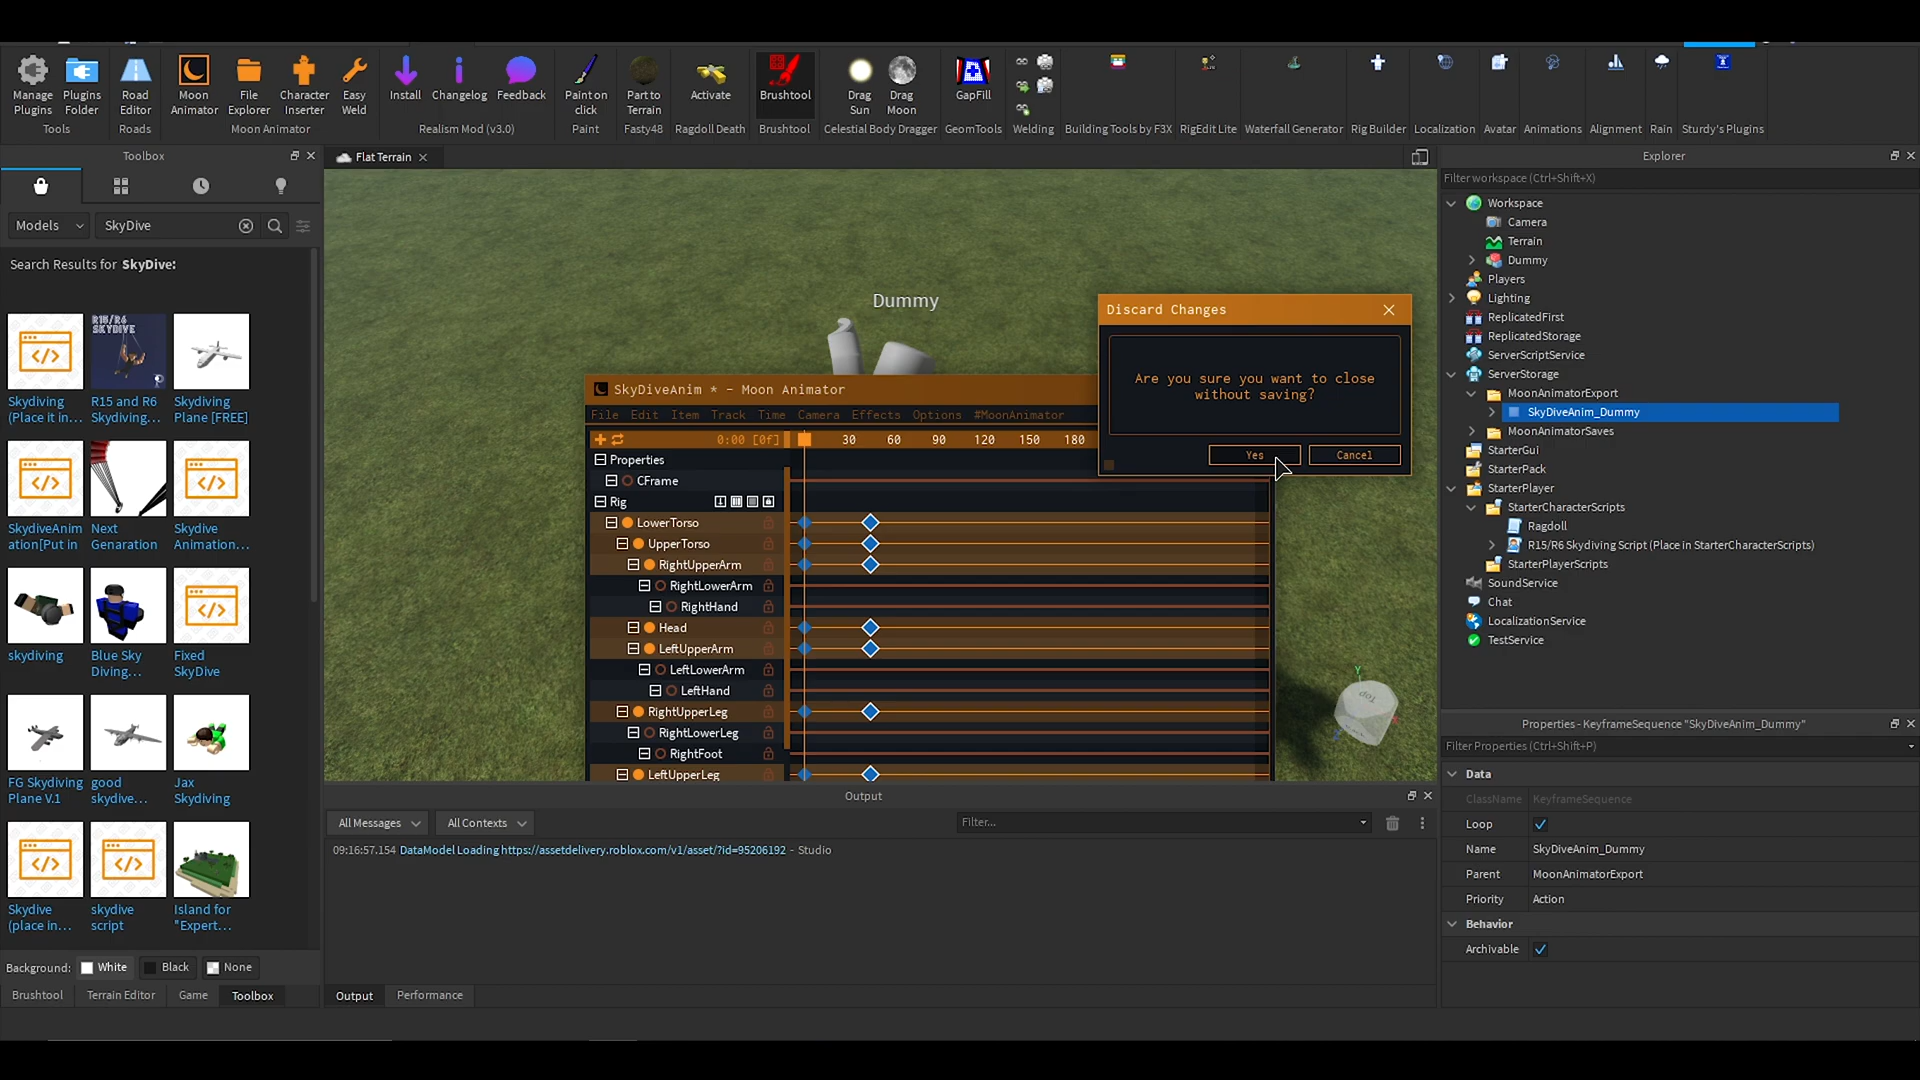 Manage Plugins
Plugins Folder
Road Editor
Moon Animator
File Explorer
Character Inserter
Easy Weld
Install
Changelog
Feedback
Paint on click
Part to Terrain
Activate
Brushtool
Drag Sun
Drag Moon
GapFill
Tools
Roads
Moon Animator
Realism Mod (v3.0)
Paint
Fasty48
Ragdoll Death
Brushtool
Celestial Body Dragger
GeomTools
Welding
Building Tools by F3X
RigEdit Lite
Waterfall Generator
Rig Builder
Localization
Avatar
Animations
Alignment
Rain
Sturdy's Plugins
Toolbox
Models
SkyDive
Search Results for SkyDive:
R15/R6
SKYDIVE
Skydiving
(Place it in...
R15 and R6
Skydiving...
Skydiving
Plane [FREE]
SkydiveAnim
ation[Put in
Next
Genaration
Skydive
Animation...
skydiving
Blue Sky
Diving...
Fixed
SkyDive
FG Skydiving
Plane V.1
good
skydive...
Jax
Skydiving
Skydive
(place in...
skydive
script
Island for
"Expert...
Background:
White
Black
None
Brushtool
Terrain Editor
Game
Toolbox
Flat Terrain
Dummy
SkyDiveAnim * - Moon Animator
File Edit Item Track Time Camera Effects Options #MoonAnimator
0:00 [0f]
30 60 90 120 150 180
Properties
CFrame
Rig
LowerTorso
UpperTorso
RightUpperArm
RightLowerArm
RightHand
Head
LeftUpperArm
LeftLowerArm
LeftHand
RightUpperLeg
RightLowerLeg
RightFoot
LeftUpperLeg
Discard Changes
Are you sure you want to close
without saving?
Yes
Cancel
Top
Y
Output
All Messages
All Contexts
Filter...
09:16:57.154 DataModel Loading https://assetdelivery.roblox.com/v1/asset/?id=95206192 - Studio
Output
Performance
Explorer
Filter workspace (Ctrl+Shift+X)
Workspace
Camera
Terrain
Dummy
Players
Lighting
ReplicatedFirst
ReplicatedStorage
ServerScriptService
ServerStorage
MoonAnimatorExport
SkyDiveAnim_Dummy
MoonAnimatorSaves
StarterGui
StarterPack
StarterPlayer
StarterCharacterScripts
Ragdoll
R15/R6 Skydiving Script (Place in StarterCharacterScripts)
StarterPlayerScripts
SoundService
Chat
LocalizationService
TestService
Properties - KeyframeSequence "SkyDiveAnim_Dummy"
Filter Properties (Ctrl+Shift+P)
Data
ClassName KeyframeSequence
Loop
Name SkyDiveAnim_Dummy
Parent MoonAnimatorExport
Priority Action
Behavior
Archivable